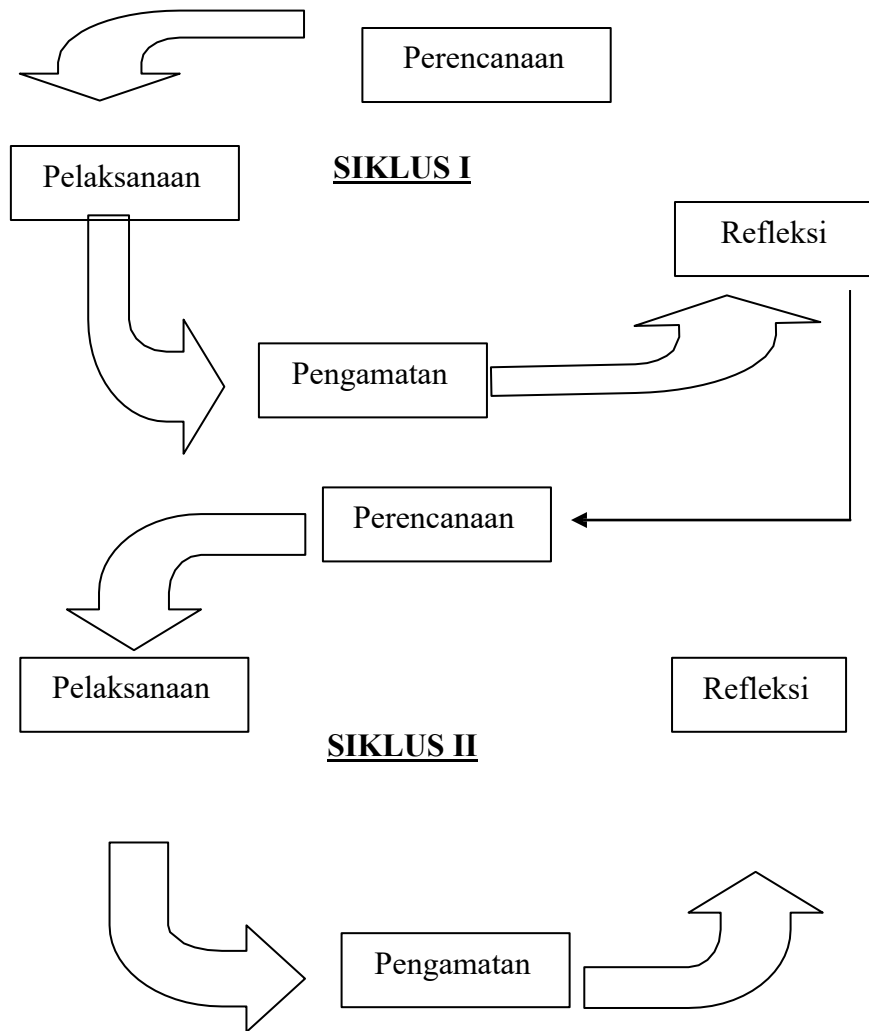 Perencanaan
Pelaksanaan
SIKLUS I
Refleksi
Pengamatan
Perencanaan
Pelaksanaan
Refleksi
SIKLUS II
Pengamatan